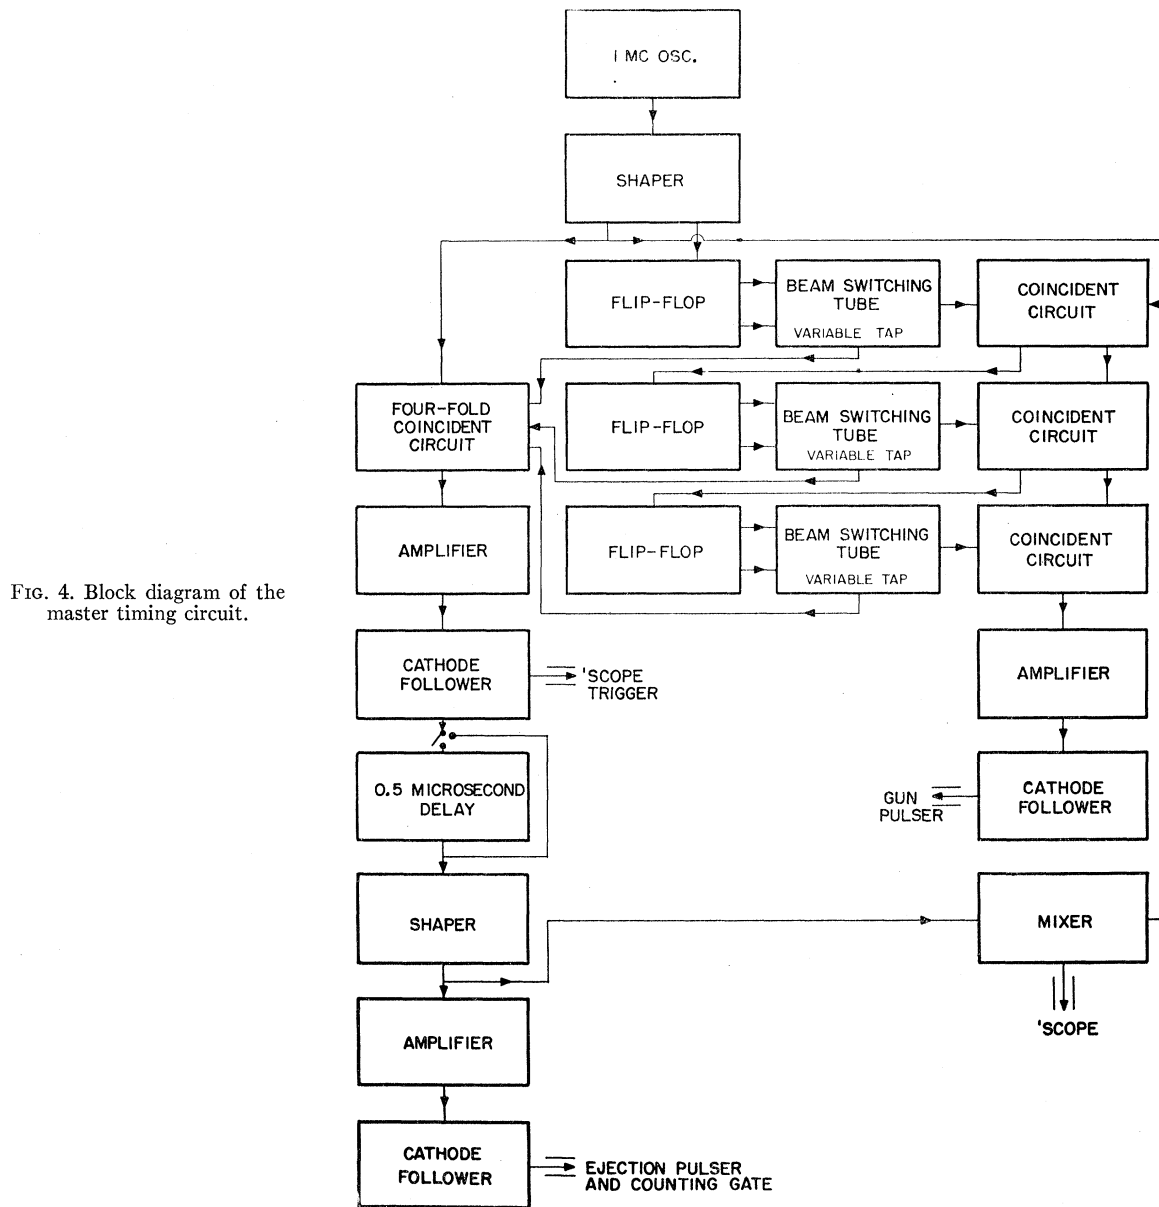 1 MC OSC.
SHAPER
FLIP-FLOP
BEAM SWITCHING
TUBE
VARIABLE TAP
COINCIDENT
CIRCUIT
FOUR-FOLD
COINCIDENT
CIRCUIT
FLIP-FLOP
BEAM SWITCHING
TUBE
VARIABLE TAP
COINCIDENT
CIRCUIT
AMPLIFIER
FLIP-FLOP
BEAM SWITCHING
TUBE
VARIABLE TAP
COINCIDENT
CIRCUIT
FIG. 4. Block diagram of the
master timing circuit.
CATHODE
FOLLOWER
'SCOPE
TRIGGER
AMPLIFIER
0.5 MICROSECOND
DELAY
GUN
PULSER
CATHODE
FOLLOWER
SHAPER
MIXER
'SCOPE
AMPLIFIER
CATHODE
FOLLOWER
EJECTION PULSER
AND COUNTING GATE